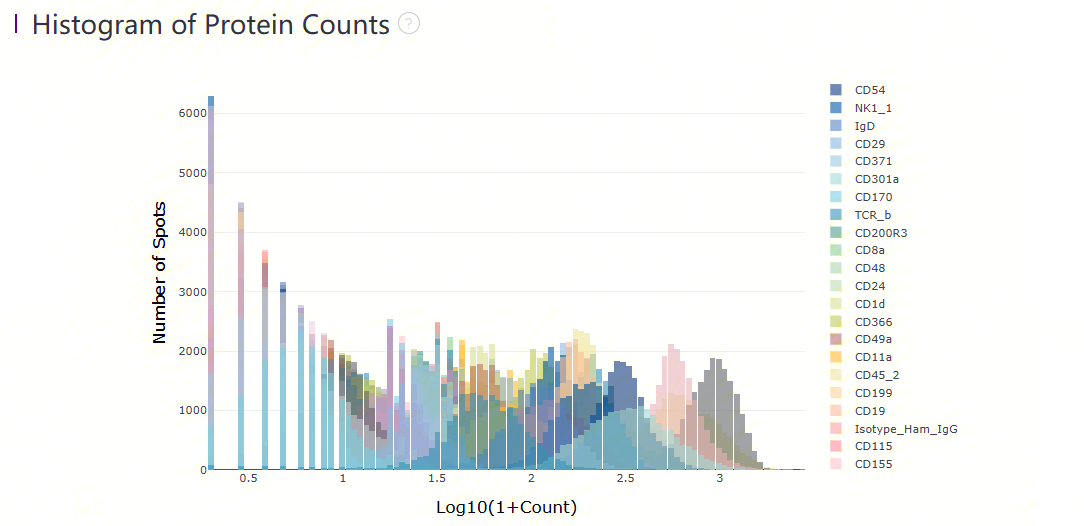 Histogram of Protein Counts ?
6000
5000
4000
3000
2000
1000
0
Number of Spots
0.5 1 1.5 2 2.5 3
Log10(1+Count)
CD54
NK1_1
IgD
CD29
CD371
CD301a
CD170
TCR_b
CD200R3
CD8a
CD48
CD24
CD1d
CD366
CD49a
CD11a
CD45_2
CD199
CD19
Isotype_Ham_IgG
CD115
CD155